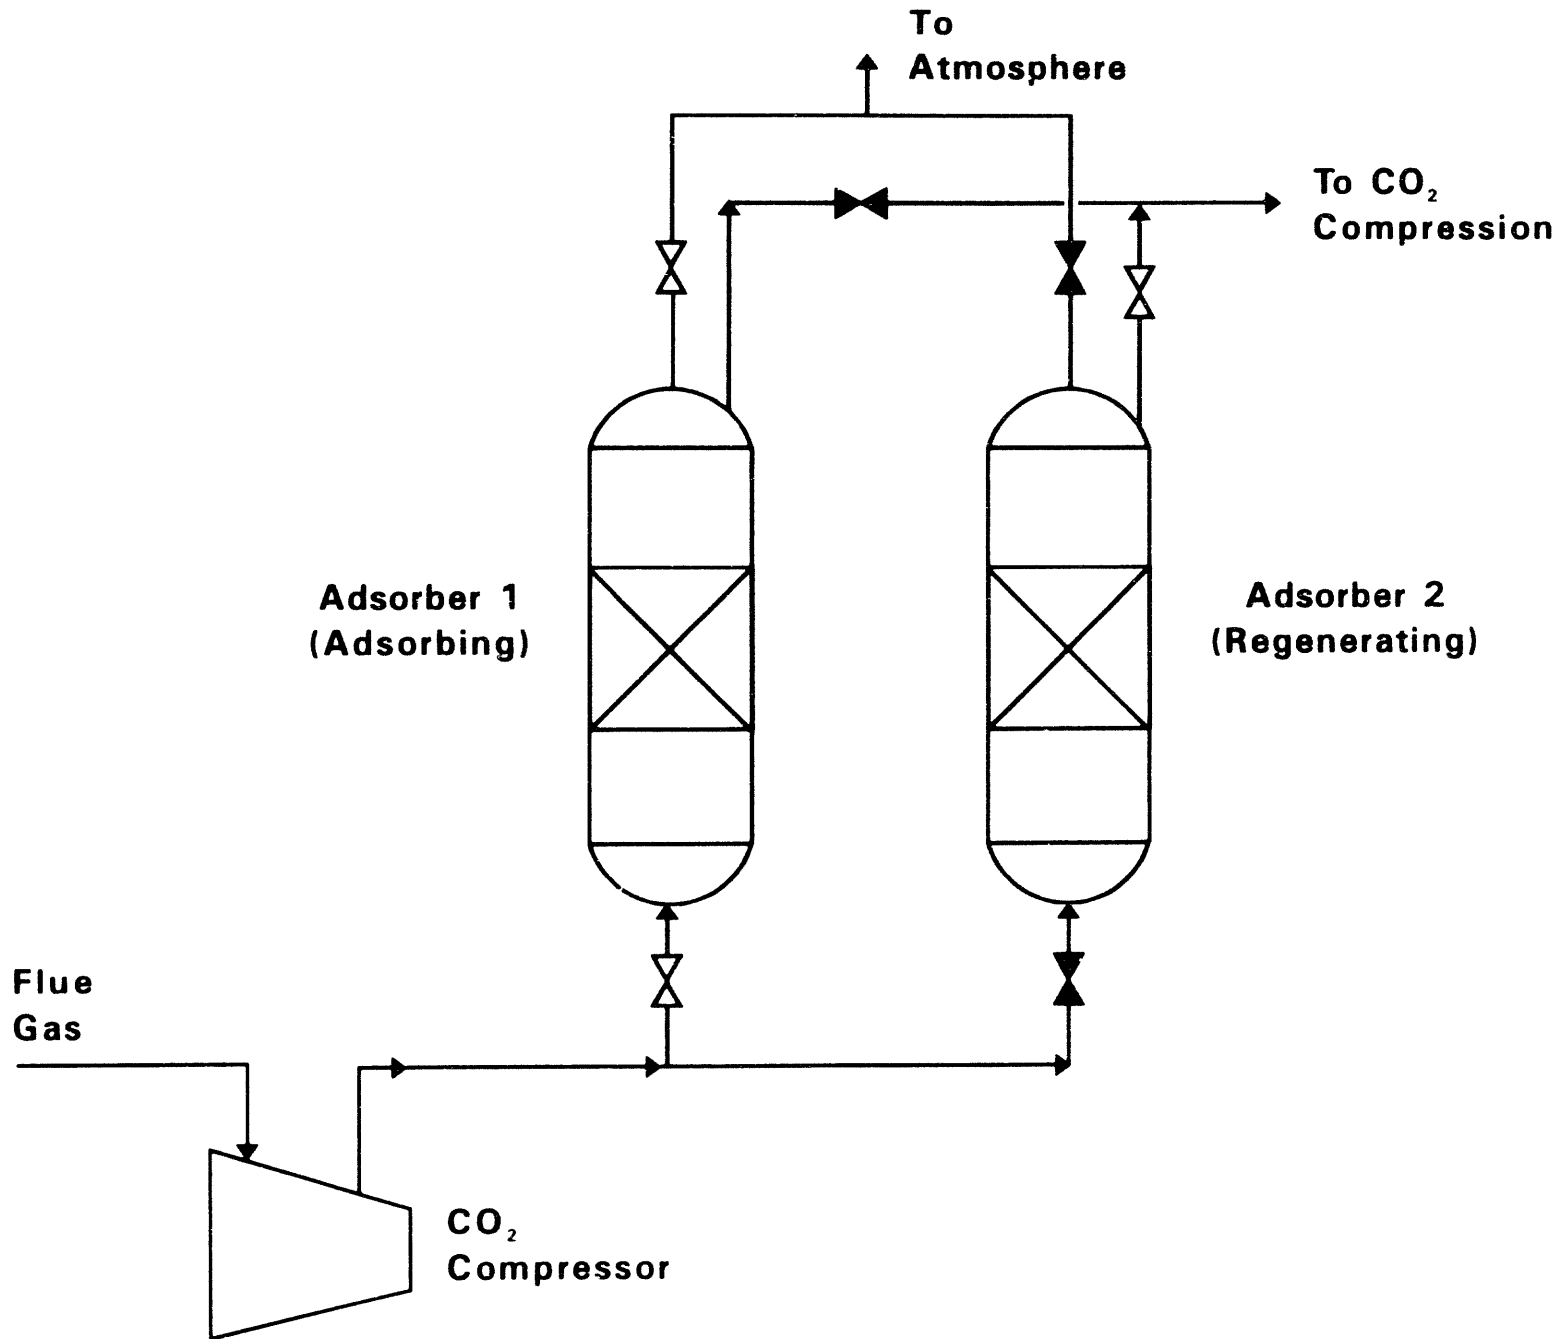 To
Atmosphere
To CO₂
Compression
Adsorber 1
(Adsorbing)
Adsorber 2
(Regenerating)
Flue
Gas
CO₂
Compressor